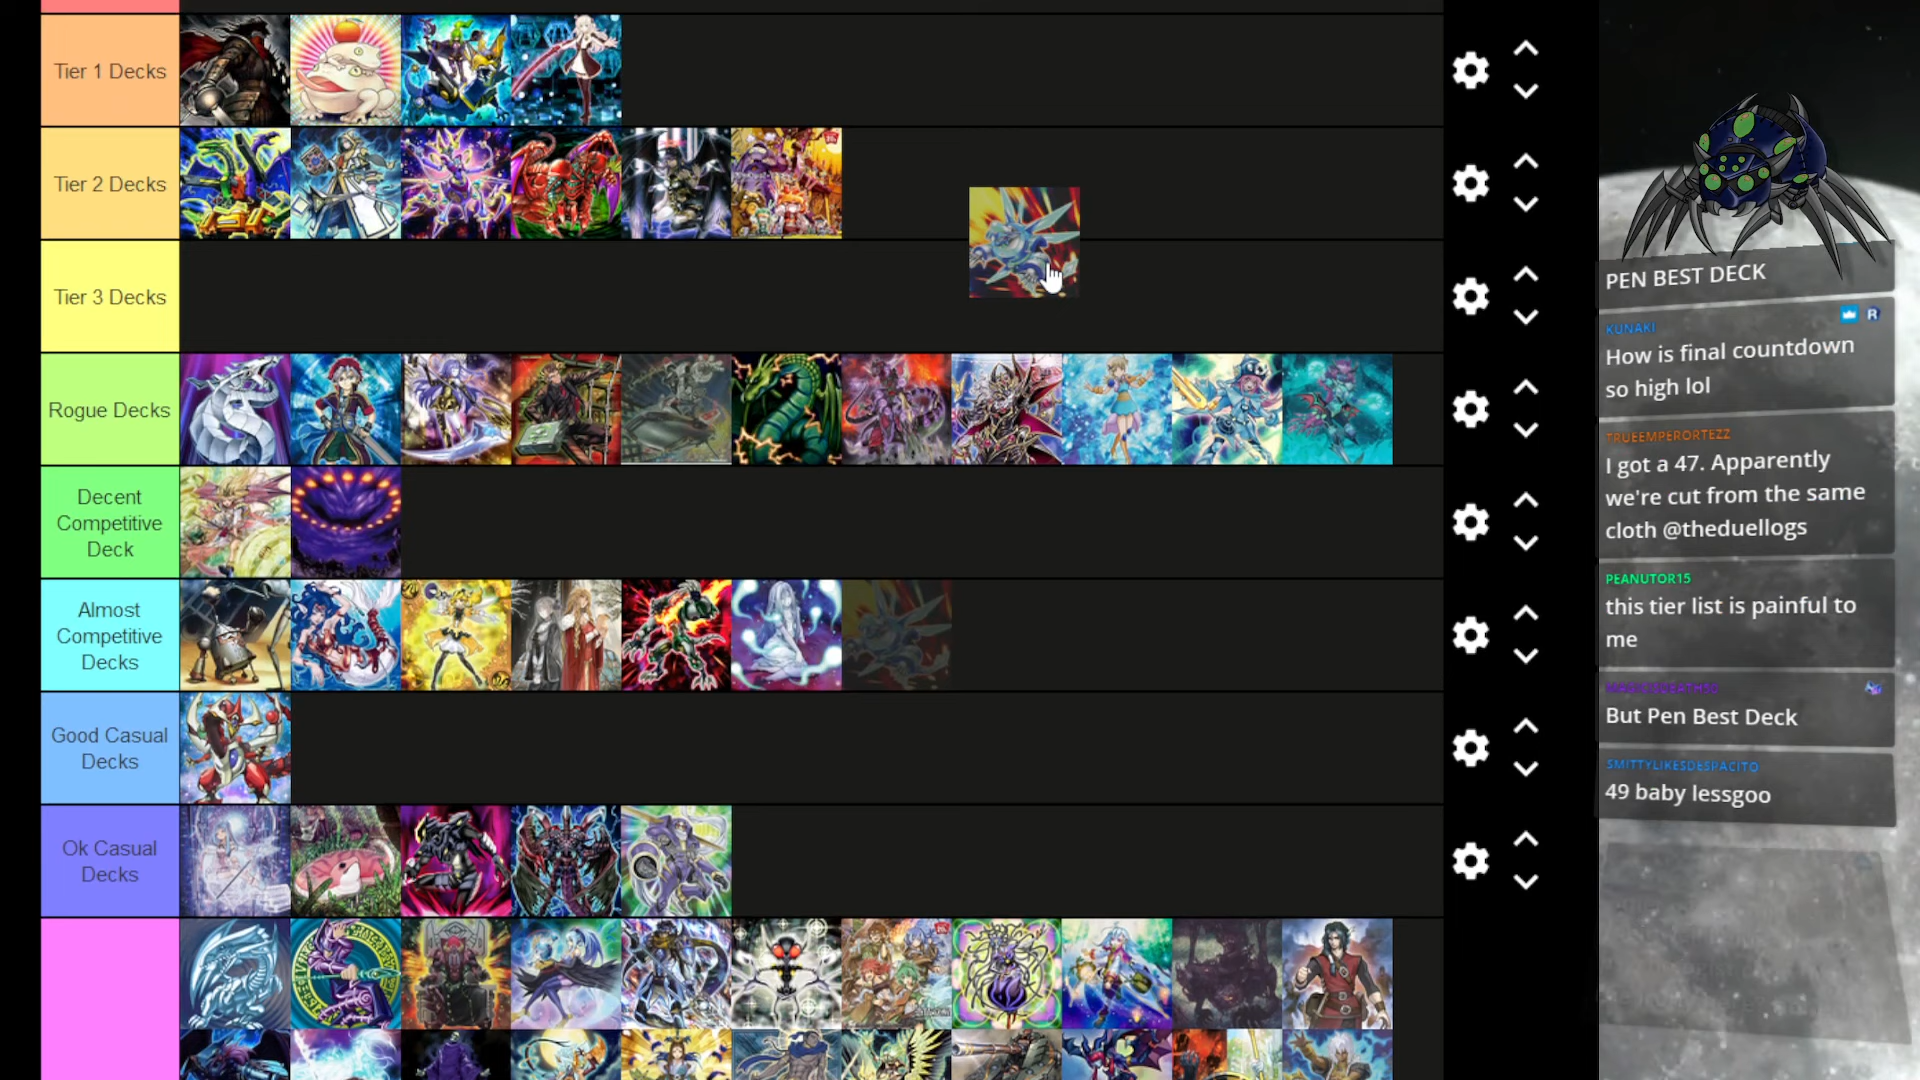 Tier 1 Decks
Tier 2 Decks
Tier 3 Decks
Rogue Decks
Decent
Competitive
Deck
Almost
Competitive
Decks
Good Casual
Decks
Ok Casual
Decks
PEN BEST DECK
KUNAKI
R
How is final countdown
so high lol
TRUEEMPERORTEZZ
I got a 47. Apparently
we're cut from the same
cloth @theduellogs
PEANUTOR15
this tier list is painful to
me
But Pen Best Deck
SMITTYLIKESDESPACITO
49 baby lessgoo